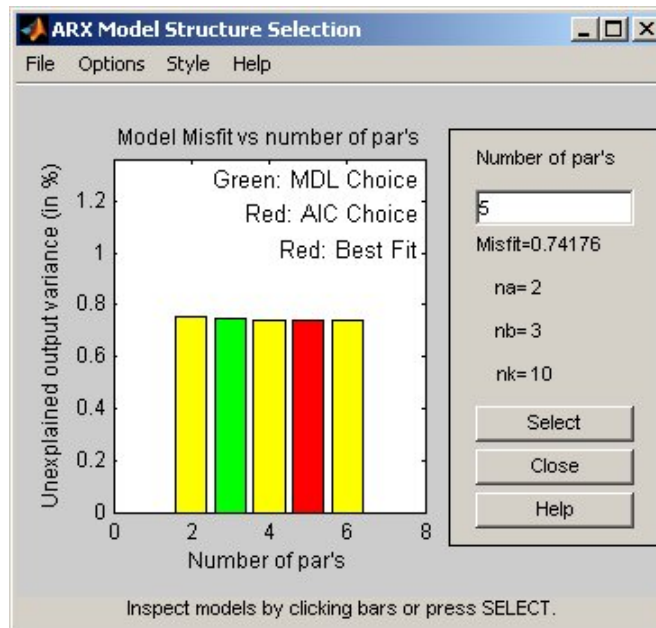 ARX Model Structure Selection
File Options Style Help
Model Misfit vs number of par's
Green: MDL Choice
Red: AIC Choice
Red: Best Fit
Unexplained output variance (in %)
1.2
1
0.8
0.6
0.4
0.2
0
0 2 4 6 8
Number of par's
Number of par's
5
Misfit=0.74176
na= 2
nb= 3
nk= 10
Select
Close
Help
Inspect models by clicking bars or press SELECT.